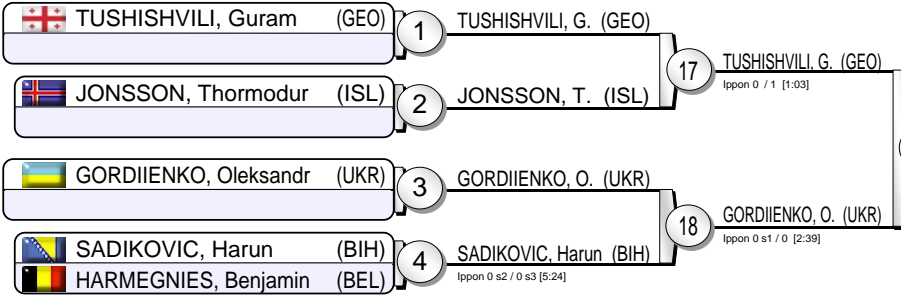 TUSHISHVILI, Guram (GEO)
1
TUSHISHVILI, G. (GEO)
17
TUSHISHVILI, G. (GEO)
Ippon 0 / 1 [1:03]
JONSSON, Thormodur (ISL)
2
JONSSON, T. (ISL)
GORDIIENKO, Oleksandr (UKR)
3
GORDIIENKO, O. (UKR)
18
GORDIIENKO, O. (UKR)
Ippon 0 s1 / 0 [2:39]
SADIKOVIC, Harun (BIH)
HARMEGNIES, Benjamin (BEL)
4
SADIKOVIC, Harun (BIH)
Ippon 0 s2 / 0 s3 [5:24]